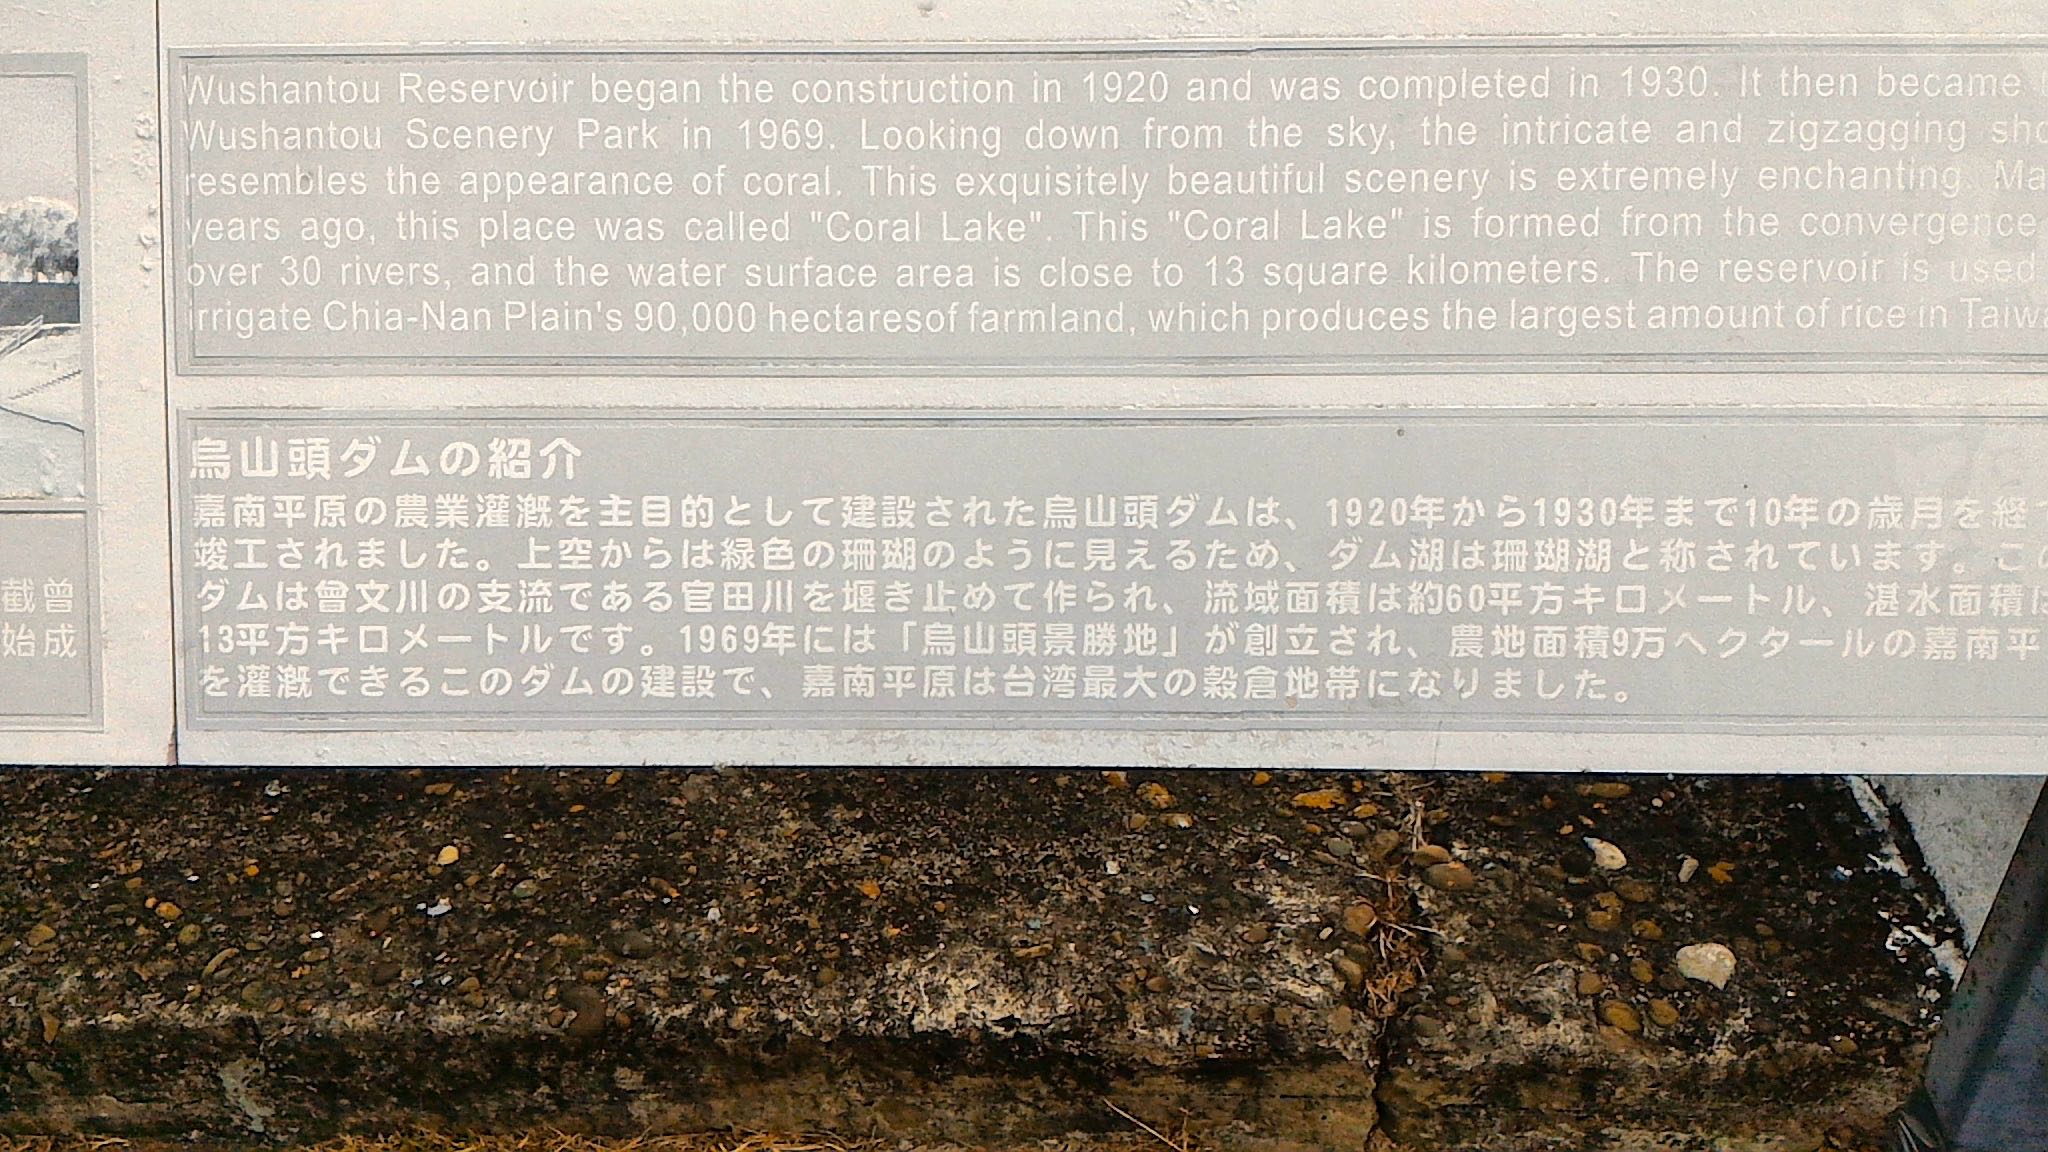 Wushantou Reservoir began the construction in 1920 and was completed in 1930. It then became
Wushantou Scenery Park in 1969. Looking down from the sky, the intricate and zigzagging sho
resembles the appearance of coral. This exquisitely beautiful scenery is extremely enchanting. Ma
years ago, this place was called "Coral Lake". This "Coral Lake" is formed from the convergence
over 30 rivers, and the water surface area is close to 13 square kilometers. The reservoir is used
irrigate Chia-Nan Plain's 90,000 hectaresof farmland, which produces the largest amount of rice in Taiwa
烏山頭ダムの紹介
嘉南平原の農業灌漑を主目的として建設された烏山頭ダムは、1920年から1930年まで10年の歳月を経て
竣工されました。上空からは緑色の珊瑚のように見えるため、ダム湖は珊瑚湖と称されています。この
ダムは曾文川の支流である官田川を堰き止めて作られ、流域面積は約60平方キロメートル、湛水面積は
13平方キロメートルです。1969年には「烏山頭景勝地」が創立され、農地面積9万ヘクタールの嘉南平
を灌漑できるこのダムの建設で、嘉南平原は台湾最大の穀倉地帯になりました。
截曾
始成